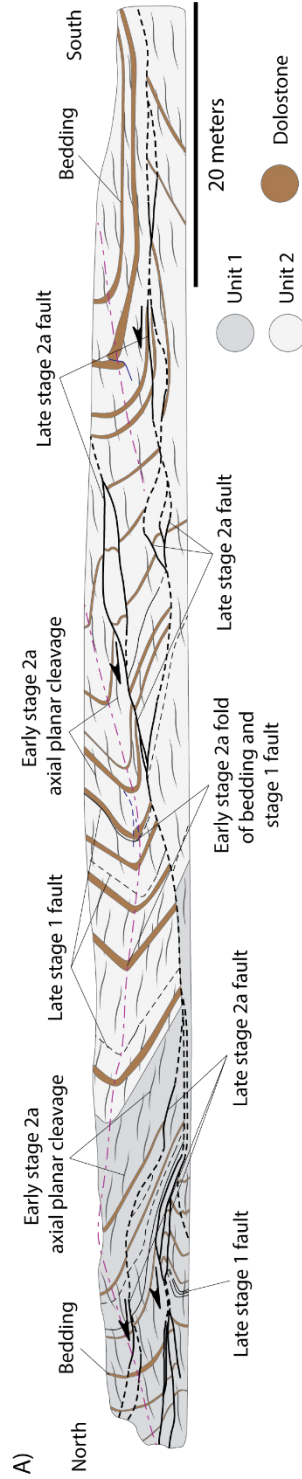 A)
North
South
Bedding
Early stage 2a
axial planar cleavage
Late stage 1 fault
Early stage 2a
axial planar cleavage
Late stage 2a fault
Bedding
Late stage 1 fault
Late stage 2a fault
Early stage 2a fold
of bedding and
stage 1 fault
Late stage 2a fault
20 meters
Unit 1
Unit 2
Dolostone